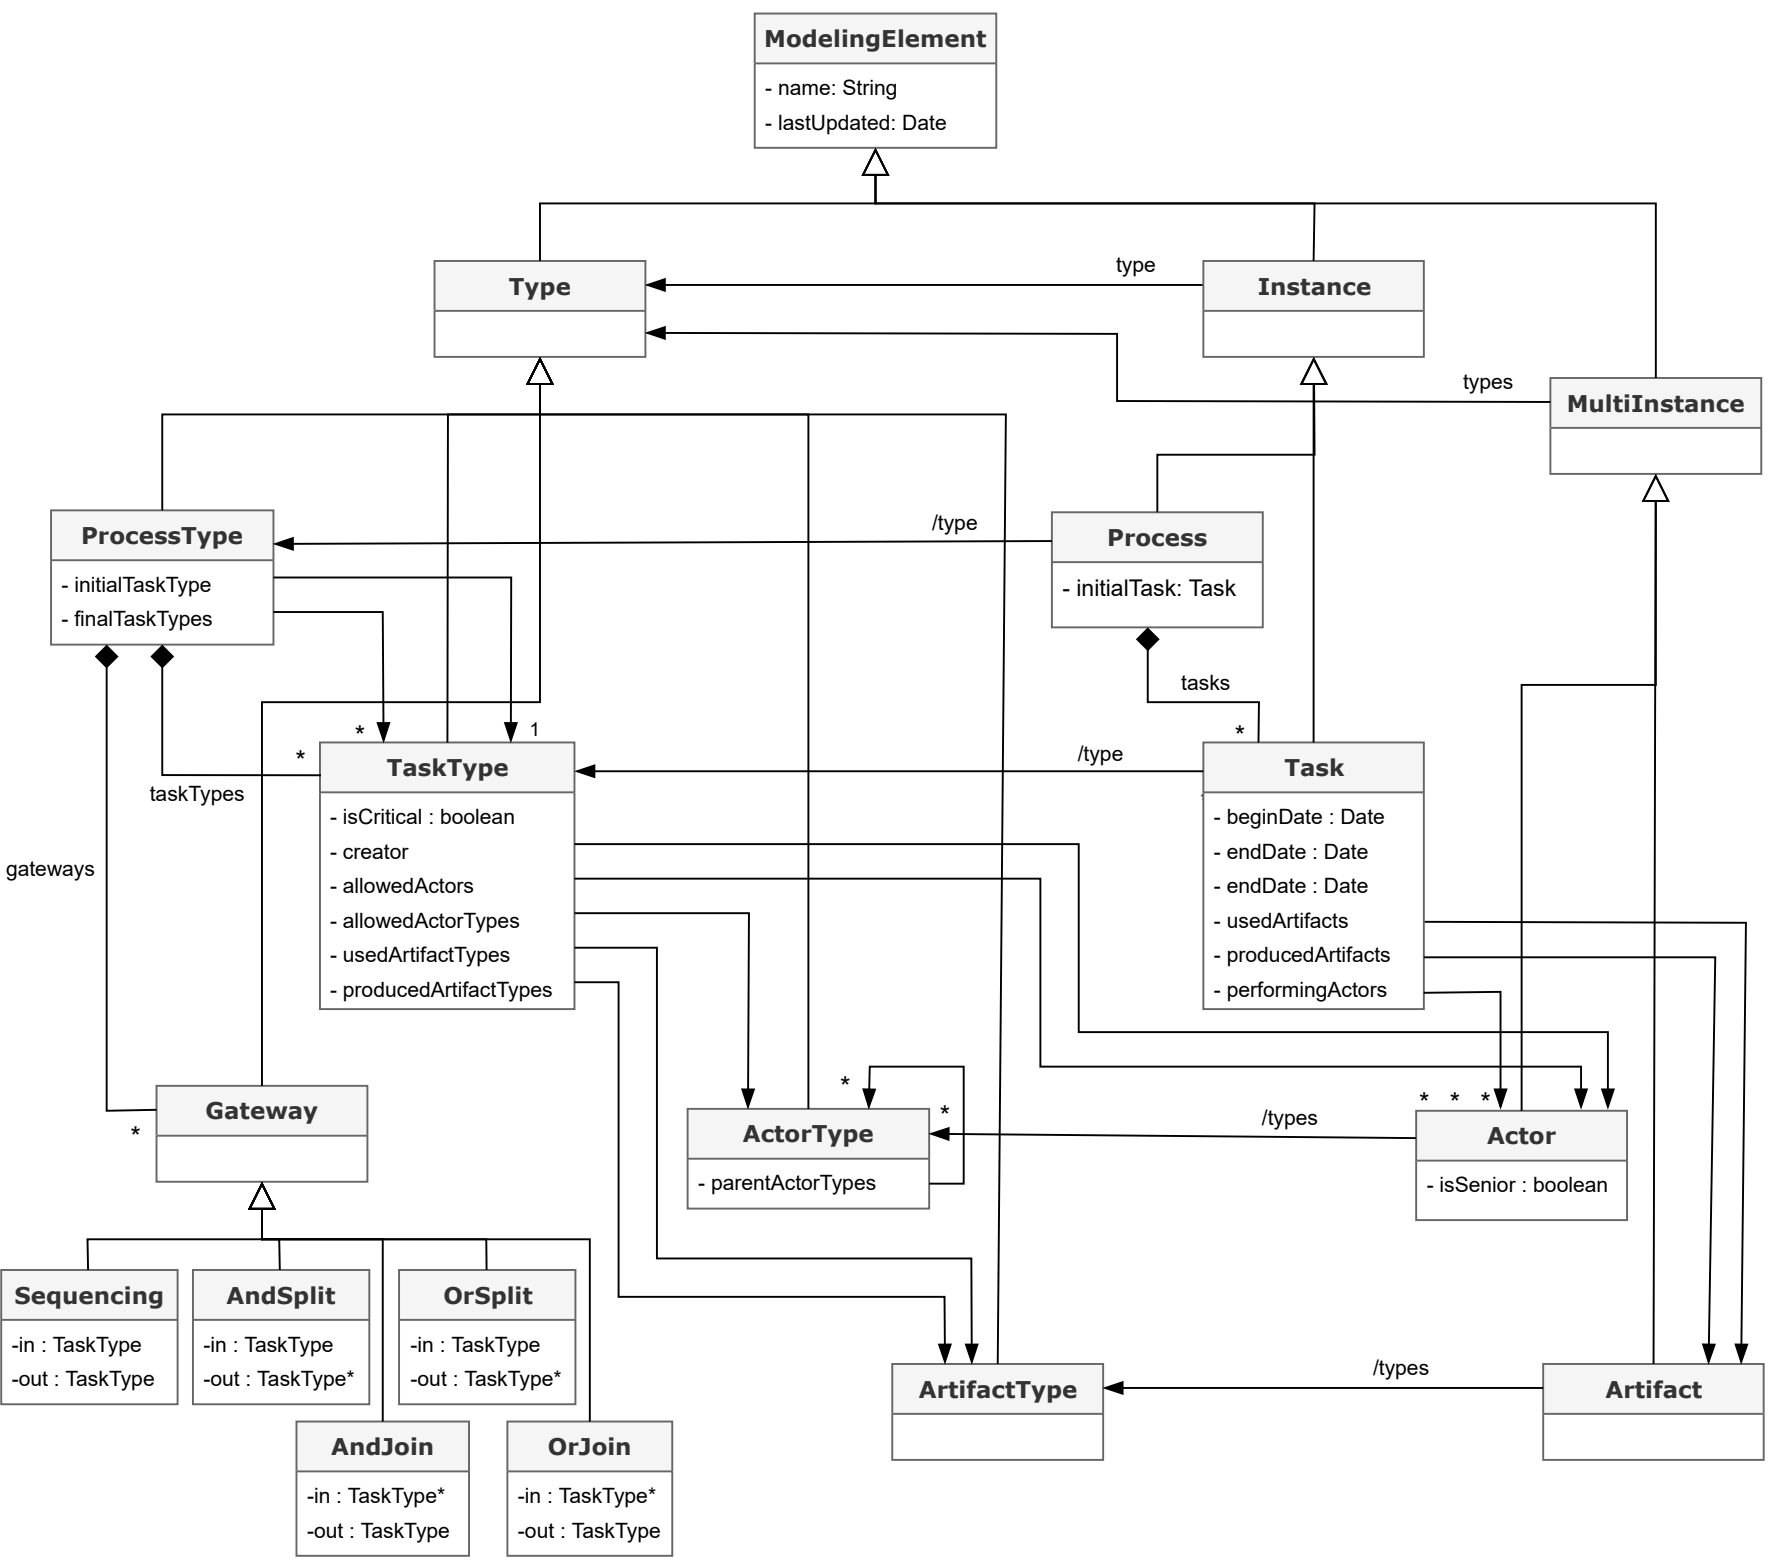 ModelingElement
- name: String
- lastUpdated: Date
type
Type
Instance
types
MultiInstance
/type
ProcessType
- initialTaskType
- finalTaskTypes
Process
- initialTask: Task
tasks
*
*
1
*
/type
taskTypes
gateways
TaskType
- isCritical : boolean
- creator
- allowedActors
- allowedActorTypes
- usedArtifactTypes
- producedArtifactTypes
Task
- beginDate : Date
- endDate : Date
- endDate : Date
- usedArtifacts
- producedArtifacts
- performingActors
*
*
* * *
/types
*
Gateway
ActorType
- parentActorTypes
Actor
- isSenior : boolean
Sequencing
-in : TaskType
-out : TaskType
AndSplit
-in : TaskType
-out : TaskType*
OrSplit
-in : TaskType
-out : TaskType*
AndJoin
-in : TaskType*
-out : TaskType
OrJoin
-in : TaskType*
-out : TaskType
/types
ArtifactType
Artifact